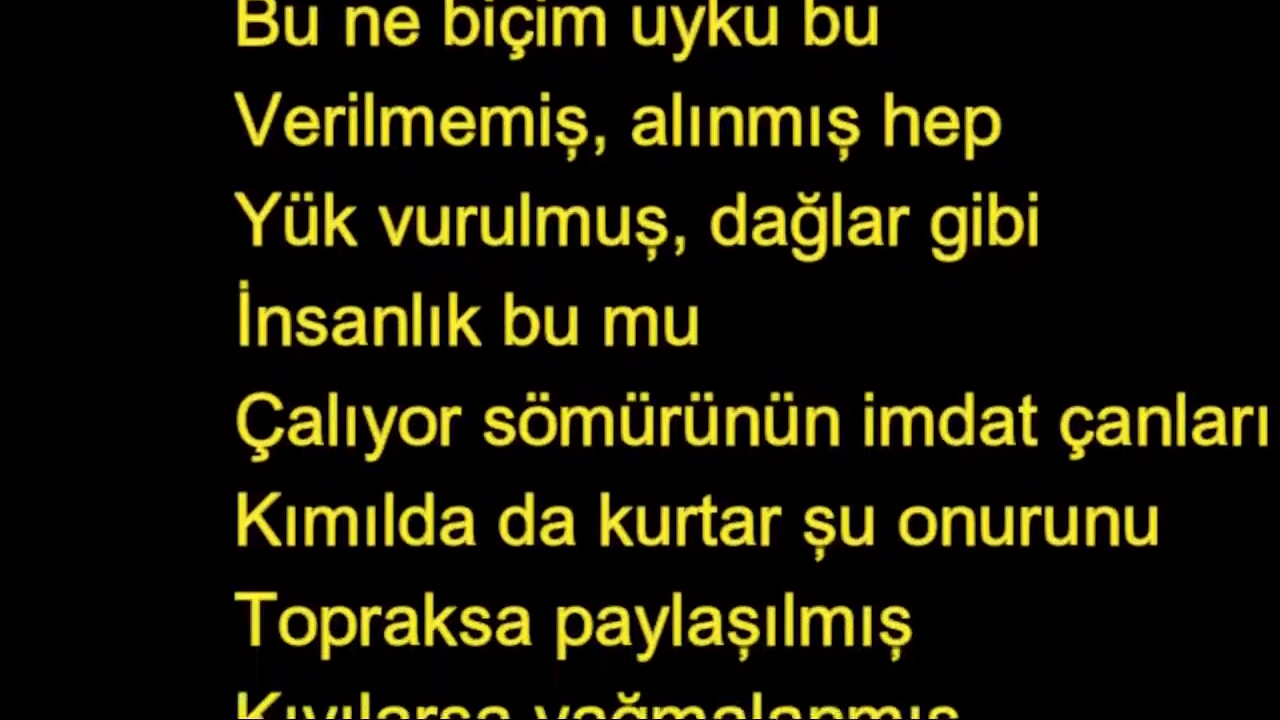 Bu ne biçim uyku bu
Verilmemiş, alınmış hep
Yük vurulmuş, dağlar gibi
İnsanlık bu mu
Çalıyor sömürünün imdat çanları
Kımılda da kurtar şu onurunu
Topraksa paylaşılmış
Kıyılarsa yağmalanmış